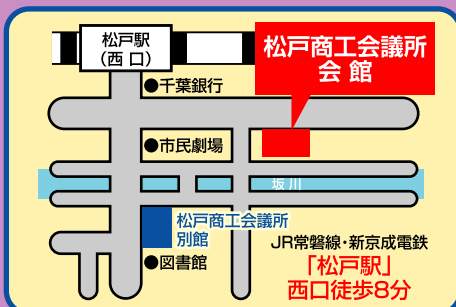 松戸駅
（西口）
松戸商工会議所
会館
●千葉銀行
●市民劇場
坂川
松戸商工会議所
別館
●図書館
JR常磐線・新京成電鉄
「松戸駅」
西口徒歩8分